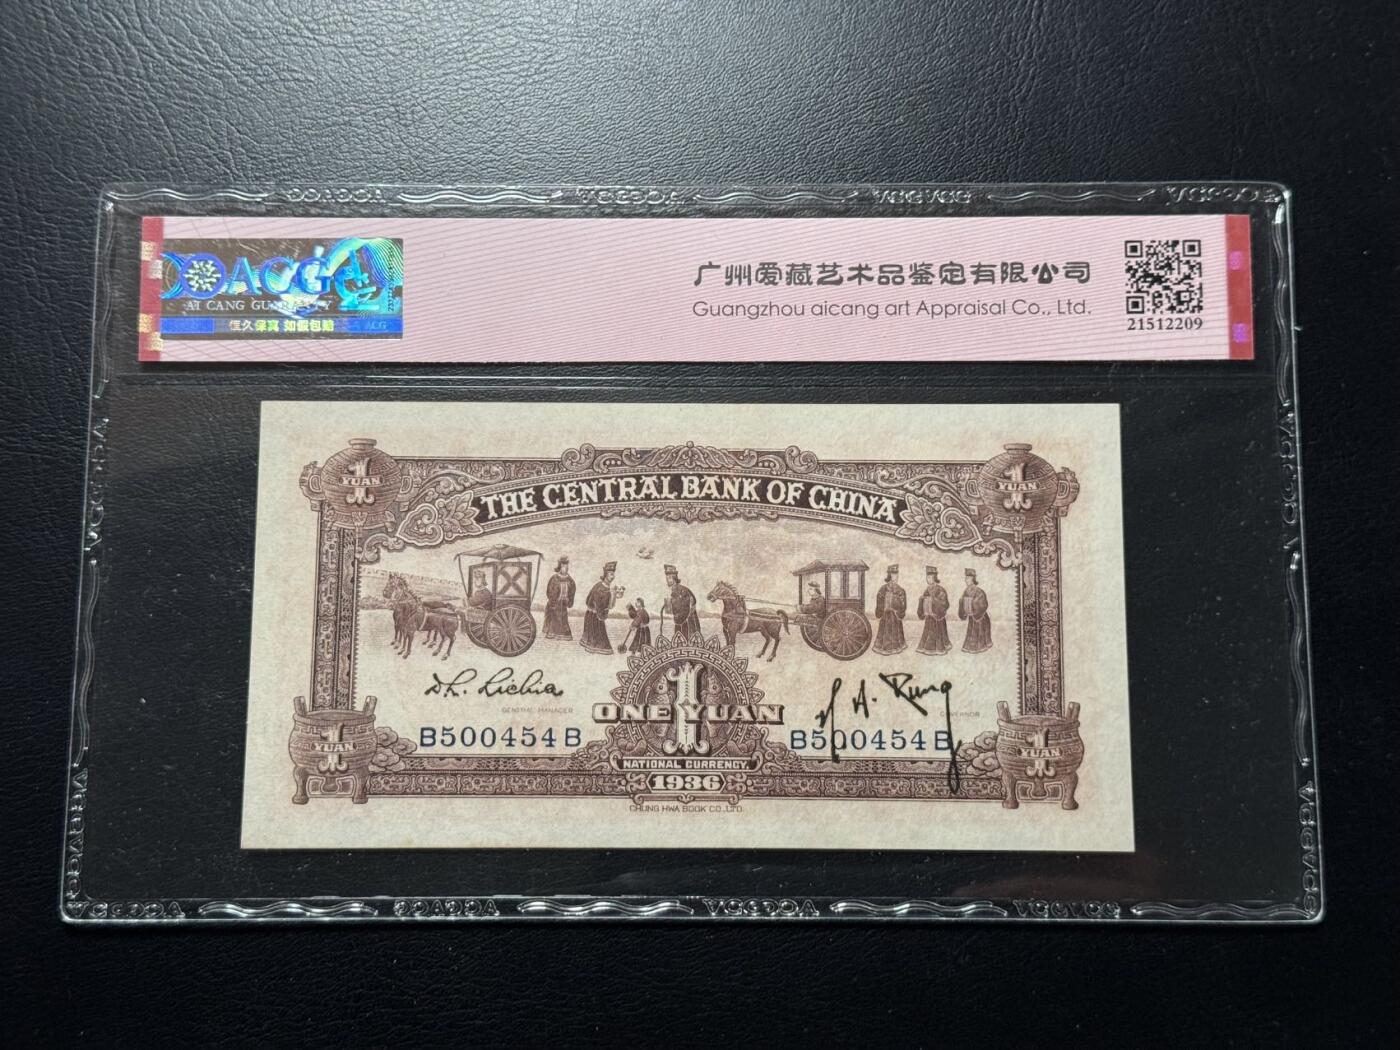 ACG
AI CANG GUARANTY
恒久保真 如假包赔
ACG
广州爱藏艺术品鉴定有限公司
Guangzhou aicang art Appraisal Co., Ltd.
21512209
1
YUAN
1
YUAN
THE CENTRAL BANK OF CHINA
GENERAL MANAGER
GOVERNOR
1
ONE YUAN
B500454B
B500454B
1
YUAN
1
YUAN
NATIONAL CURRENCY.
1936
CHUNG HWA BOOK CO.,LTD.